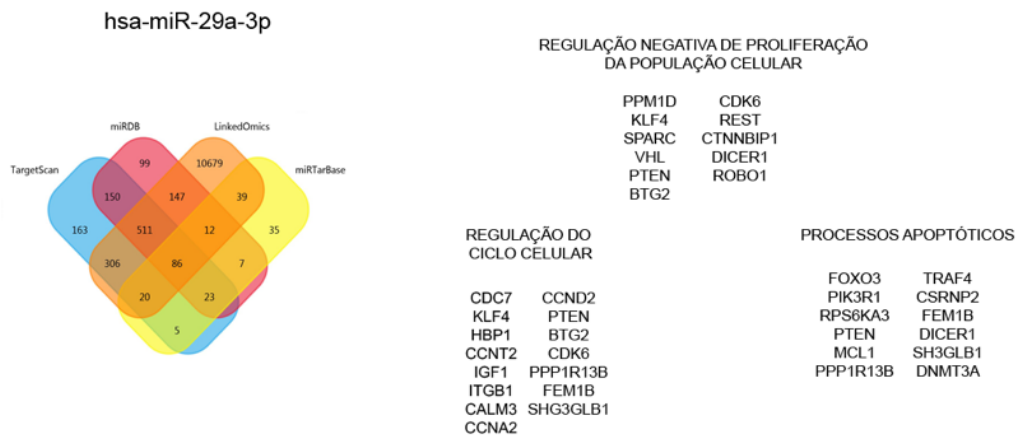 hsa-miR-29a-3p
miRDB
LinkedOmics
TargetScan
miRTarBase
99
10679
150
147
39
163
511
12
35
306
86
7
20
23
5
REGULAÇÃO NEGATIVA DE PROLIFERAÇÃO
DA POPULAÇÃO CELULAR
PPM1D CDK6
KLF4 REST
SPARC CTNNBIP1
VHL DICER1
PTEN ROBO1
BTG2
REGULAÇÃO DO
CICLO CELULAR
CDC7 CCND2
KLF4 PTEN
HBP1 BTG2
CCNT2 CDK6
IGF1 PPP1R13B
ITGB1 FEM1B
CALM3 SHG3GLB1
CCNA2
PROCESSOS APOPTÓTICOS
FOXO3 TRAF4
PIK3R1 CSRNP2
RPS6KA3 FEM1B
PTEN DICER1
MCL1 SH3GLB1
PPP1R13B DNMT3A